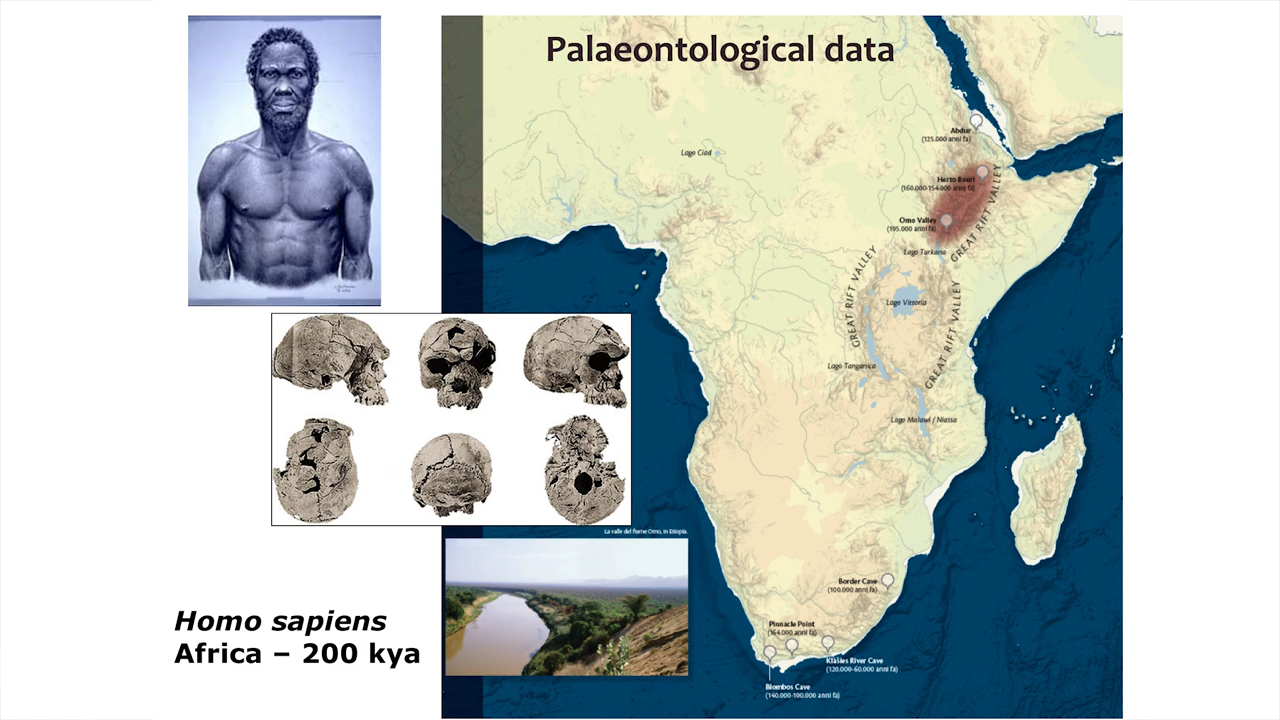 Palaeontological data
Abdur
(125.000 anni fa)
Lago Ciad
Herto Bouri
(160.000-154.000 anni fa)
Omo Valley
(195.000 anni fa)
GREAT RIFT VALLEY
Lago Turkana
GREAT RIFT VALLEY
Lago Vittoria
GREAT RIFT VALLEY
Lago Tanganica
Lago Malawi / Niassa
La valle del fiume Omo, in Etiopia.
Border Cave
(100.000 anni fa)
Homo sapiens
Africa – 200 kya
Pinnacle Point
(164.000 anni fa)
Klasies River Cave
(120.000-60.000 anni fa)
Blombos Cave
(140.000-100.000 anni fa)